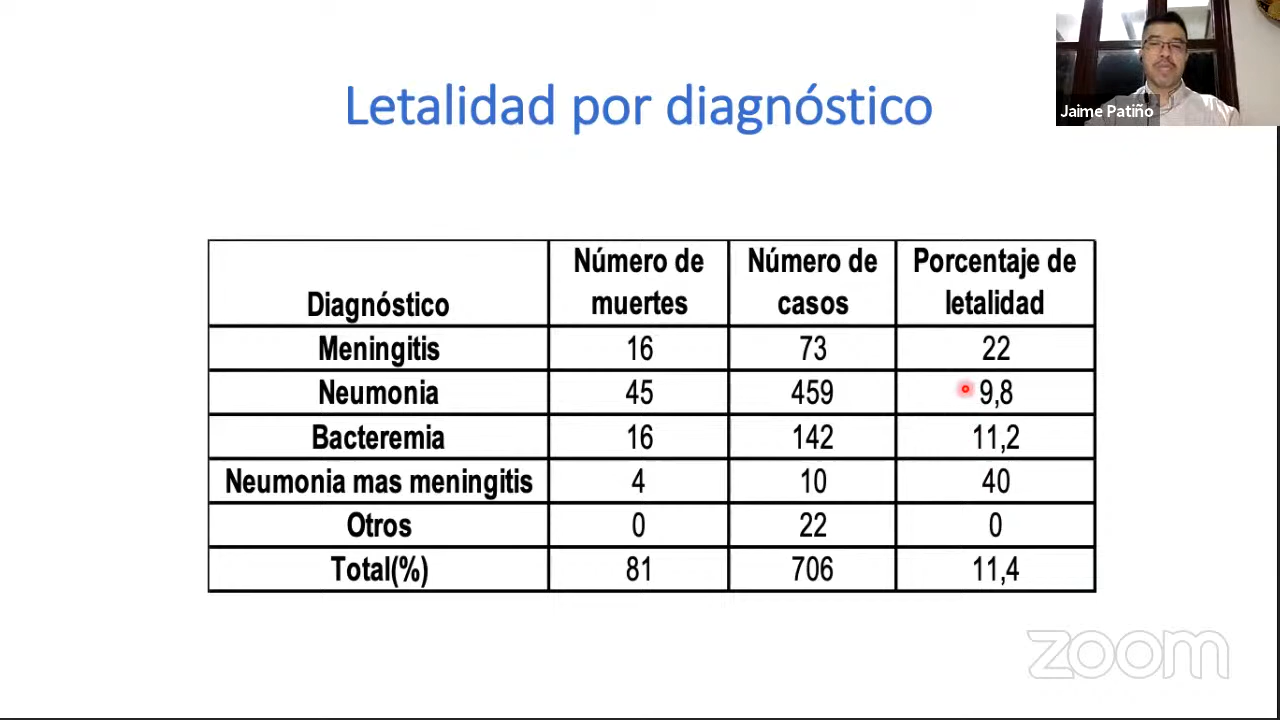 Jaime Patiño
Letalidad por diagnóstico
Diagnóstico Número de muertes Número de casos Porcentaje de letalidad
Meningitis 16 73 22
Neumonia 45 459 9,8
Bacteremia 16 142 11,2
Neumonia mas meningitis 4 10 40
Otros 0 22 0
Total(%) 81 706 11,4
zoom